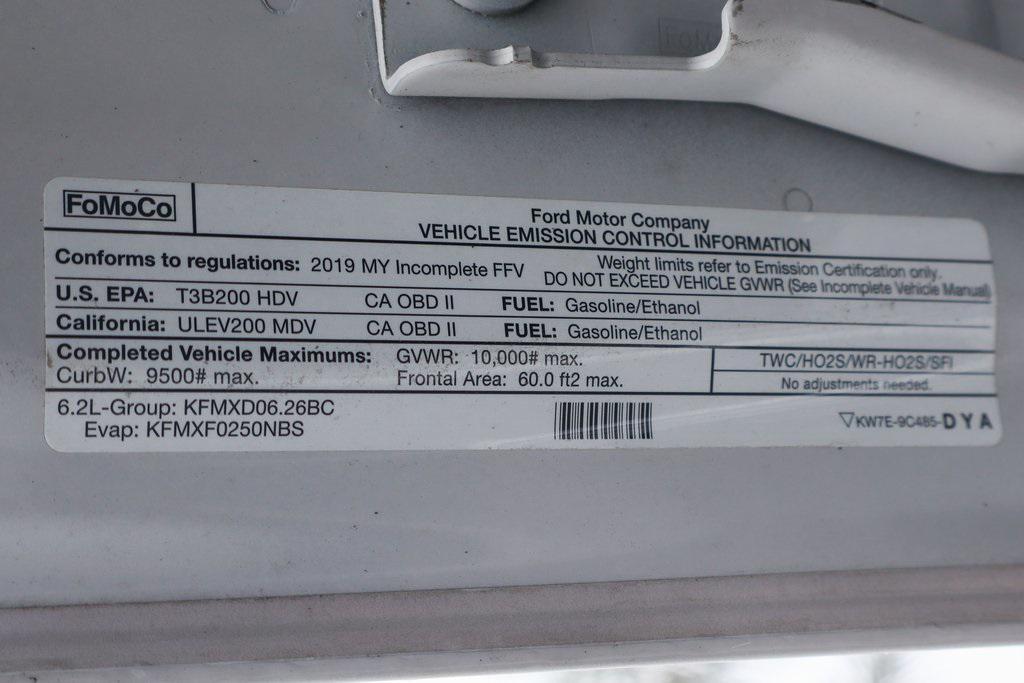 FoMoCo
Ford Motor Company
VEHICLE EMISSION CONTROL INFORMATION
Conforms to regulations: 2019 MY Incomplete FFV
Weight limits refer to Emission Certification only.
DO NOT EXCEED VEHICLE GVWR (See Incomplete Vehicle Manual)
U.S. EPA: T3B200 HDV CA OBD II FUEL: Gasoline/Ethanol
California: ULEV200 MDV CA OBD II FUEL: Gasoline/Ethanol
Completed Vehicle Maximums: GVWR: 10,000# max.
CurbW: 9500# max. Frontal Area: 60.0 ft2 max.
TWC/HO2S/WR-HO2S/SFI
No adjustments needed.
6.2L-Group: KFMXD06.26BC
Evap: KFMXF0250NBS
▽KW7E-9C485-DYA